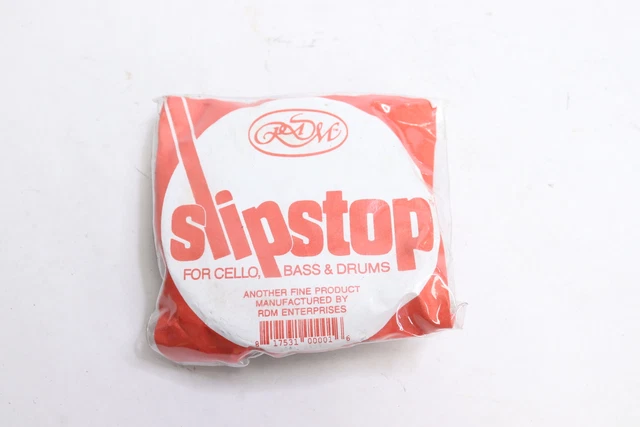 RDM
slipstop
FOR CELLO, BASS & DRUMS
ANOTHER FINE PRODUCT
MANUFACTURED BY
RDM ENTERPRISES
8 17531 00001 6